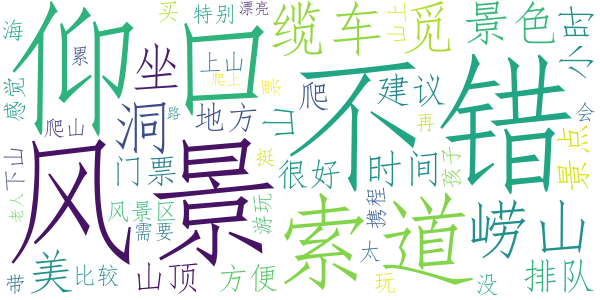 海
仰口
买
特别
漂亮
缆车
山上
觅
景色
小时
感觉
累
坐
上山
爬上
票
爬
建议
不错
洞
地方
山
路
再
会
爬山
风景
门票
挺
很好
时间
孩子
景点
下山
老人
风景区
游玩
索道
携程
崂山
需要
太
美
带
比较
山顶
方便
玩
没
排队